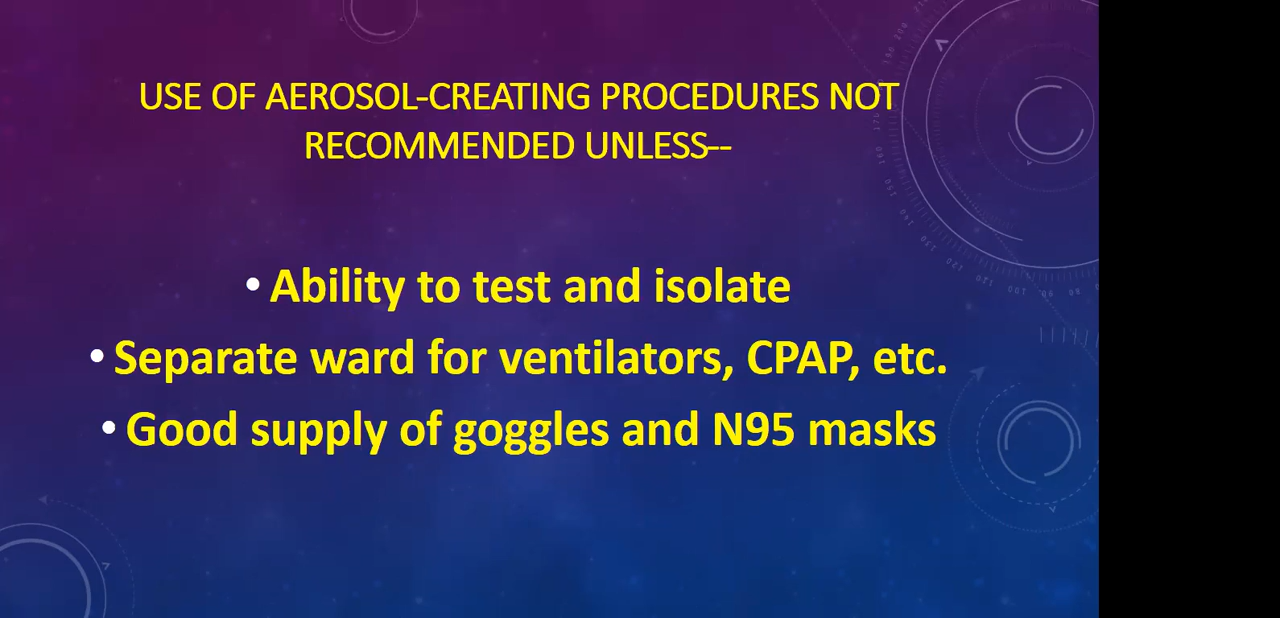 USE OF AEROSOL-CREATING PROCEDURES NOT
RECOMMENDED UNLESS--
• Ability to test and isolate
• Separate ward for ventilators, CPAP, etc.
• Good supply of goggles and N95 masks